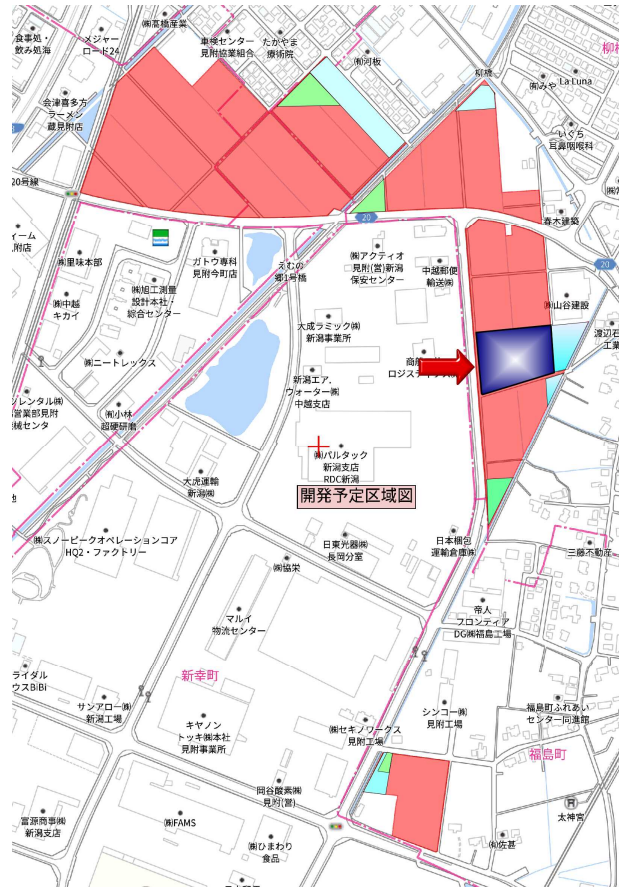 ㈱高橋産業
食事処・
飲み処海
メジャー
ロード24
車検センター
見附協業組合
たかやま
療術院
㈲河板
柳橋
㈲みや
La Luna
会津喜多方
ラーメン
蔵見附店
いぐち
耳鼻咽喉科
20号線
20
春木建築
㈱里味本部
ガトウ専科
見附今町店
えむの
郷1号橋
㈱アクティオ
見附(営)新潟
保安センター
中越郵便
輸送㈱
20
㈱旭工測量
設計本社・
綜合センター
㈱中越
キカイ
㈱山谷建設
大成ラミック㈱
新潟事業所
渡辺石
工業
㈱ニートレックス
新潟エア.
ウォーター㈱
中越支店
ロジスティクス
ンレンタル㈱
営業部見附
機械センタ
㈲小林
超硬研磨
㈱パルタック
新潟支店
RDC新潟
大虎運輸
新潟㈱
開発予定区域図
㈱スノーピークオペレーションコア
HQ2・ファクトリー
日東光器㈱
長岡分室
日本梱包
運輸倉庫㈱
三藤不動産
㈱協栄
マルイ
物流センター
帝人
フロンティア
DG㈱福島工場
新幸町
ライダル
ウスBiBi
サンアロー㈱
新潟工場
シンコー㈱
見附工場
福島町ふれあい
センター同進館
キヤノン
トッキ㈱本社
見附事業所
㈱セキノワークス
見附工場
福島町
岡谷酸素㈱
見附(営)
太神宮
富源商事㈱
新潟支店
㈱FAMS
㈱ひまわり
食品
㈲佐甚